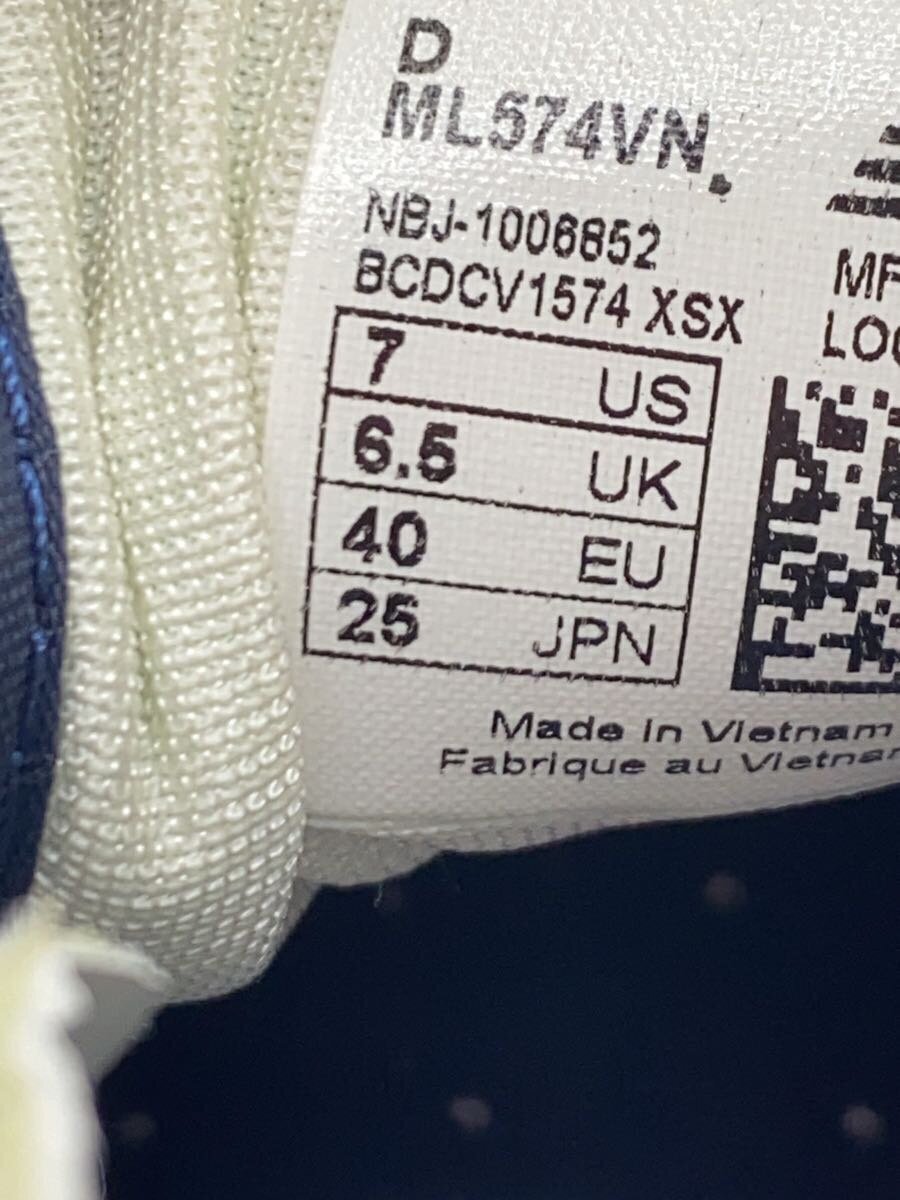 D
ML574VN.
NBJ-1006852
BCDCV1574 XSX
7 US
6.5 UK
40 EU
25 JPN
Made in Vietnam
Fabrique au